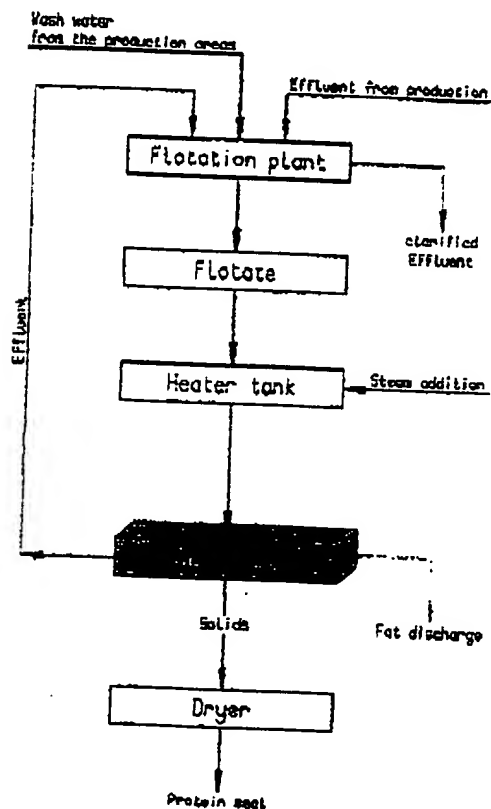 Wash water
from the production areas
Effluent from production
Flotation plant
clarified
Effluent
Flotate
Effluent
Heater tank
Steam addition
Solids
Fat discharge
Dryer
Protein